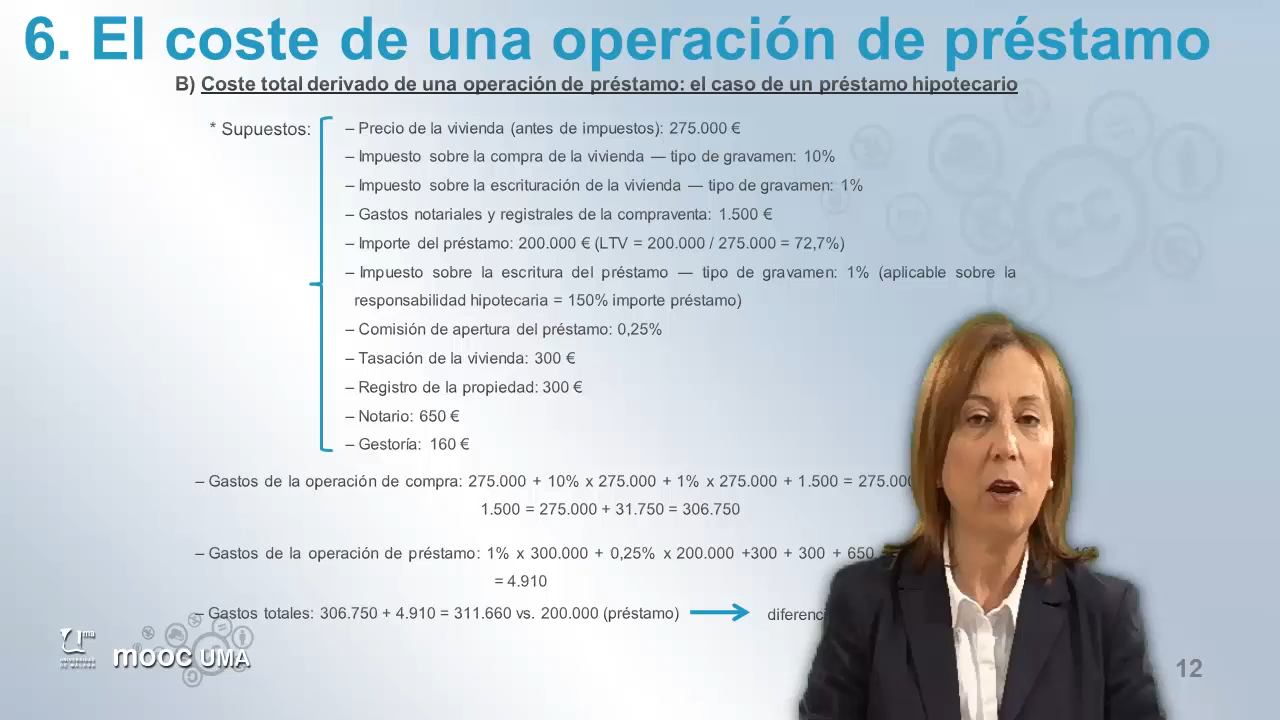 6. El coste de una operación de préstamo
B) Coste total derivado de una operación de préstamo: el caso de un préstamo hipotecario
* Supuestos:
– Precio de la vivienda (antes de impuestos): 275.000 €
– Impuesto sobre la compra de la vivienda — tipo de gravamen: 10%
– Impuesto sobre la escrituración de la vivienda — tipo de gravamen: 1%
– Gastos notariales y registrales de la compraventa: 1.500 €
– Importe del préstamo: 200.000 € (LTV = 200.000 / 275.000 = 72,7%)
– Impuesto sobre la escritura del préstamo — tipo de gravamen: 1% (aplicable sobre la
responsabilidad hipotecaria = 150% importe préstamo)
– Comisión de apertura del préstamo: 0,25%
– Tasación de la vivienda: 300 €
– Registro de la propiedad: 300 €
– Notario: 650 €
– Gestoría: 160 €
– Gastos de la operación de compra: 275.000 + 10% x 275.000 + 1% x 275.000 + 1.500 = 275.000
1.500 = 275.000 + 31.750 = 306.750
– Gastos de la operación de préstamo: 1% x 300.000 + 0,25% x 200.000 +300 + 300 + 650
= 4.910
– Gastos totales: 306.750 + 4.910 = 311.660 vs. 200.000 (préstamo)
uma
UNIVERSIDAD
DE MÁLAGA
mooc UMA
12